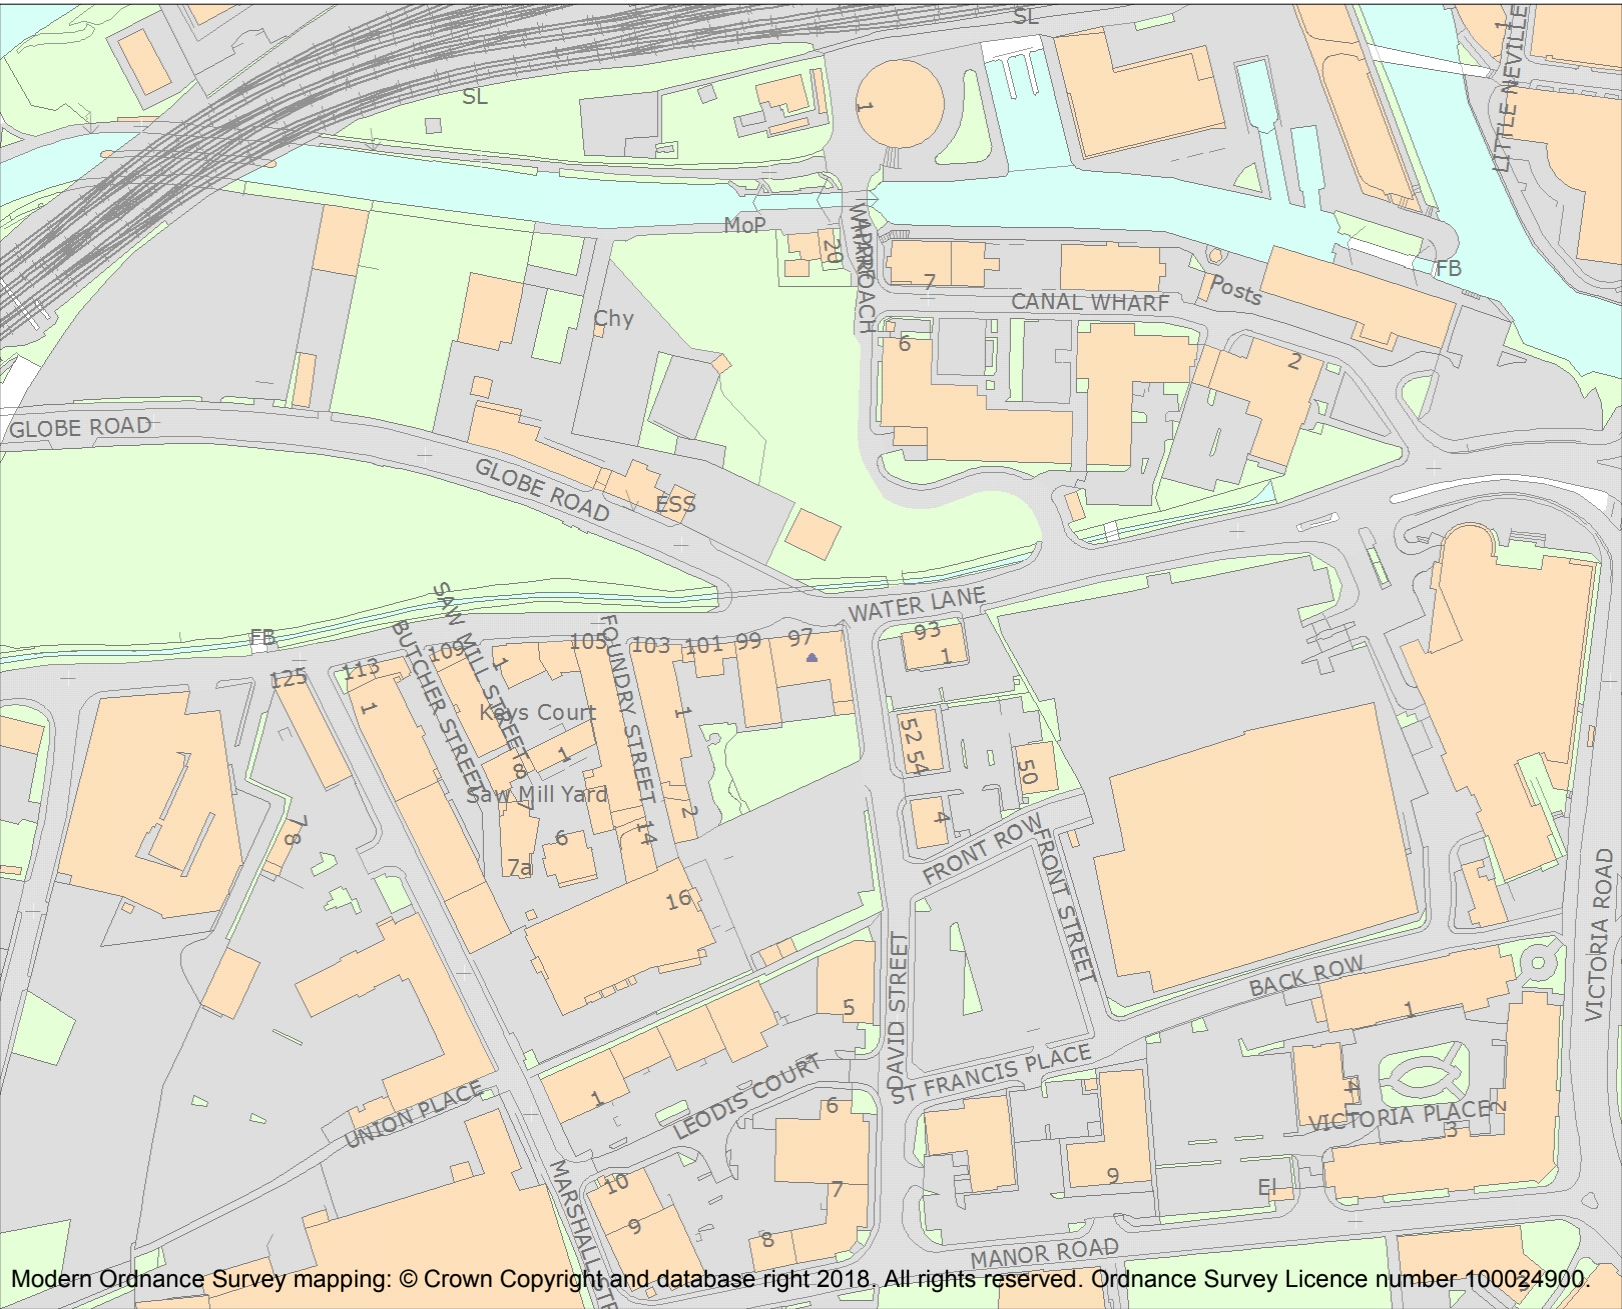 SL
1
LITTLE NEVILLE
SL
1
MoP
20
WHARF
APPROACH
7
CANAL WHARF
Posts
FB
Chy
6
2
GLOBE ROAD
GLOBE ROAD
ESS
WATER LANE
FB
SAW MILL STREET
BUTCHER STREET
FOUNDRY STREET
125
113
109
1
105
103
101
99
97
93
1
1
Kays Court
1
1
8
Saw Mill Yard
7
6
7a
14
2
16
7
8
52
54
50
4
FRONT ROW
FRONT STREET
DAVID STREET
BACK ROW
VICTORIA ROAD
5
1
ST FRANCIS PLACE
LEODIS COURT
1
UNION PLACE
6
4
VICTORIA PLACE
2
3
9
El
10
9
7
8
MARSHALL STR
MANOR ROAD
Modern Ordnance Survey mapping: © Crown Copyright and database right 2018. All rights reserved. Ordnance Survey Licence number 100024900.